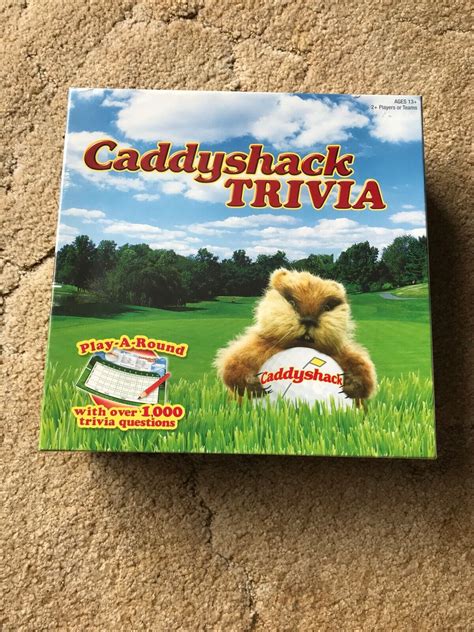 AGES 13+
2+ Players or Teams
Caddyshack
TRIVIA
Play-A-Round
Caddyshack
with over 1,000
trivia questions